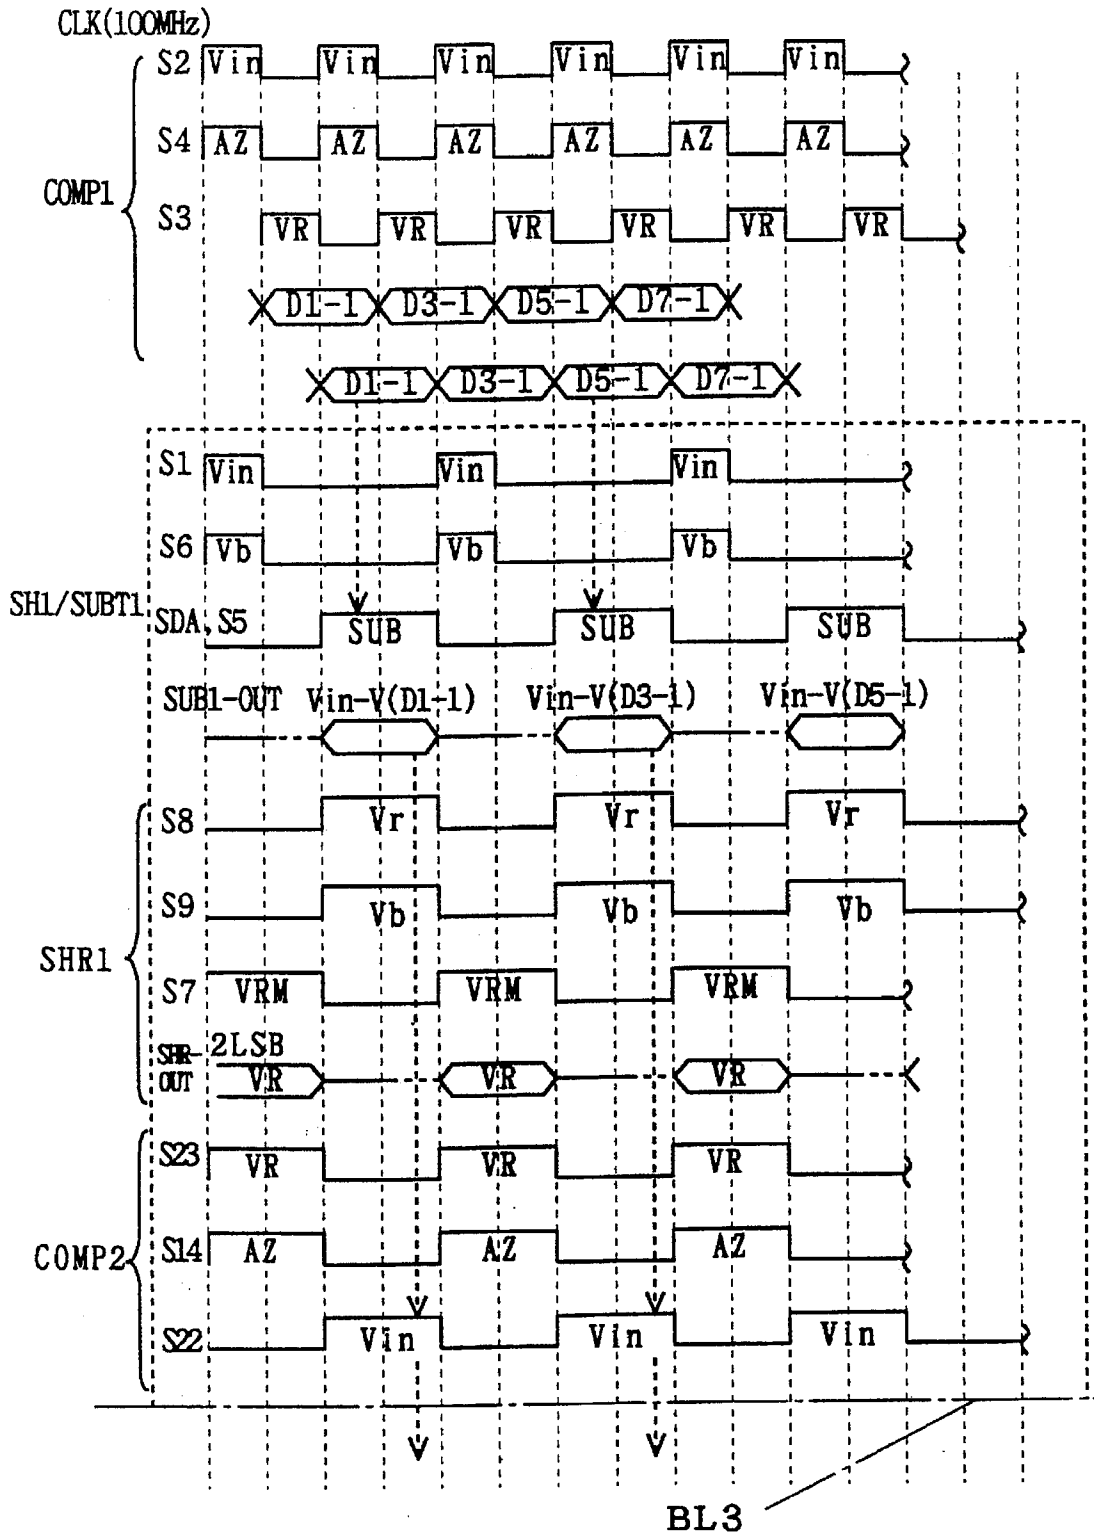 CLK(100MHz)
S2 Vin Vin Vin Vin Vin Vin
S4 AZ AZ AZ AZ AZ AZ
COMP1
S3 VR VR VR VR VR VR
D1-1 D3-1 D5-1 D7-1
D1-1 D3-1 D5-1 D7-1
S1 Vin Vin Vin
S6 Vb Vb Vb
SH1/SUBT1
SDA, S5 SUB SUB SUB
SUB1-OUT Vin-V(D1-1) Vin-V(D3-1) Vin-V(D5-1)
S8 Vr Vr Vr
S9 Vb Vb Vb
SHR1
S7 VRM VRM VRM
SHR-OUT 2LSB
VR VR VR
S23 VR VR VR
COMP2
S14 AZ AZ AZ
S22 Vin Vin Vin
BL3